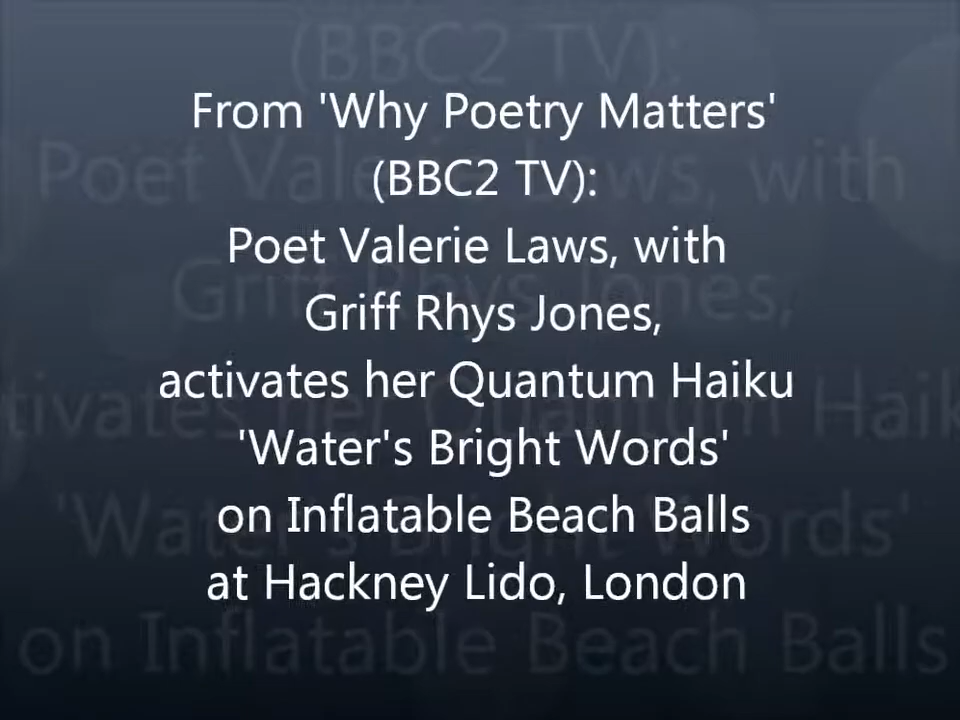 From 'Why Poetry Matters'
(BBC2 TV):
Poet Valerie Laws, with
Griff Rhys Jones,
activates her Quantum Haiku
'Water's Bright Words'
on Inflatable Beach Balls
at Hackney Lido, London